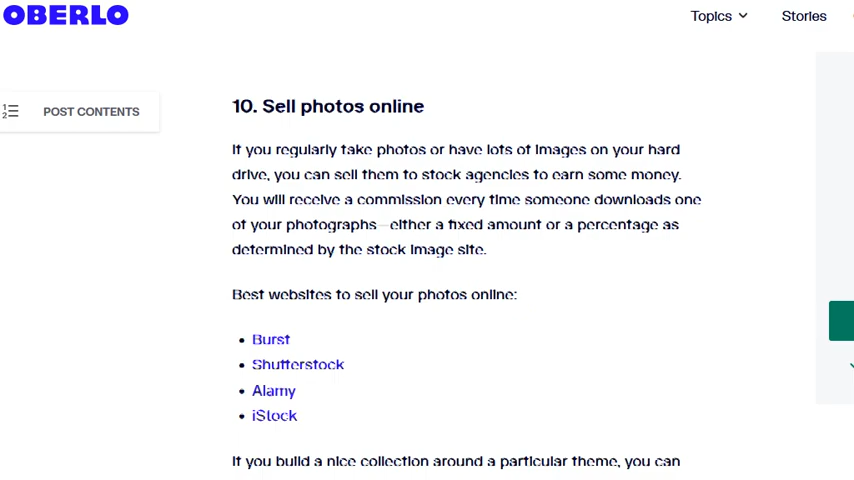 OBERLO
Topics
Stories
POST CONTENTS
10. Sell photos online
If you regularly take photos or have lots of images on your hard
drive, you can sell them to stock agencies to earn some money.
You will receive a commission every time someone downloads one
of your photographs—either a fixed amount or a percentage as
determined by the stock image site.
Best websites to sell your photos online:
• Burst
• Shutterstock
• Alamy
• iStock
If you build a nice collection around a particular theme, you can